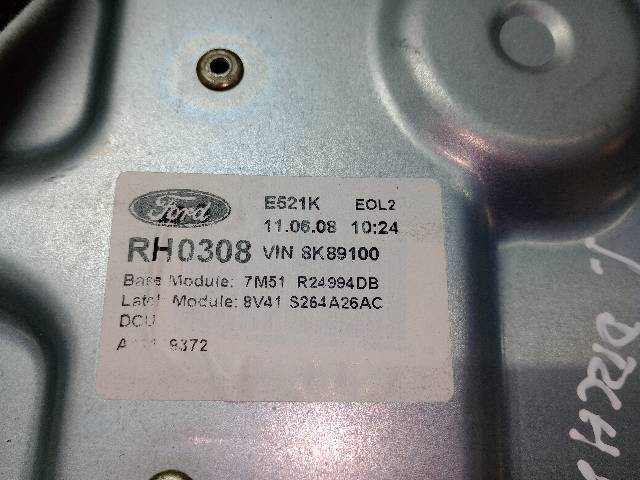 Ford E521K EOL2
11.06.08 10:24
RH0308 VIN 8K89100
Base Module: 7M51 R24994DB
Latch Module: 8V41 S264A26AC
DCU
9372